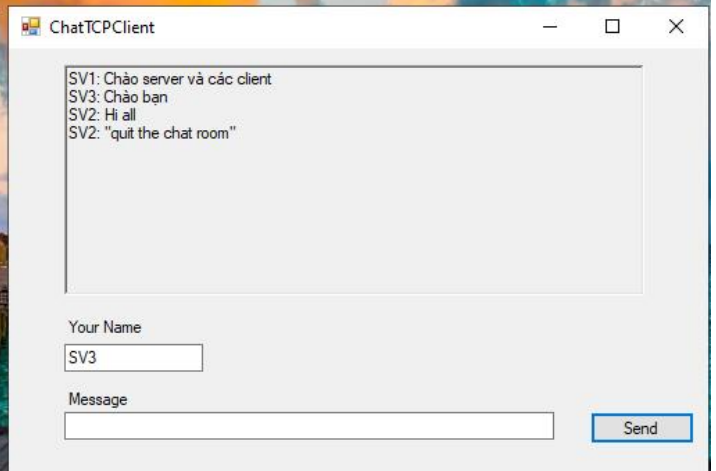 ChatTCPClient
SV1: Chào server và các client
SV3: Chào bạn
SV2: Hi all
SV2: "quit the chat room"
Your Name
SV3
Message
Send